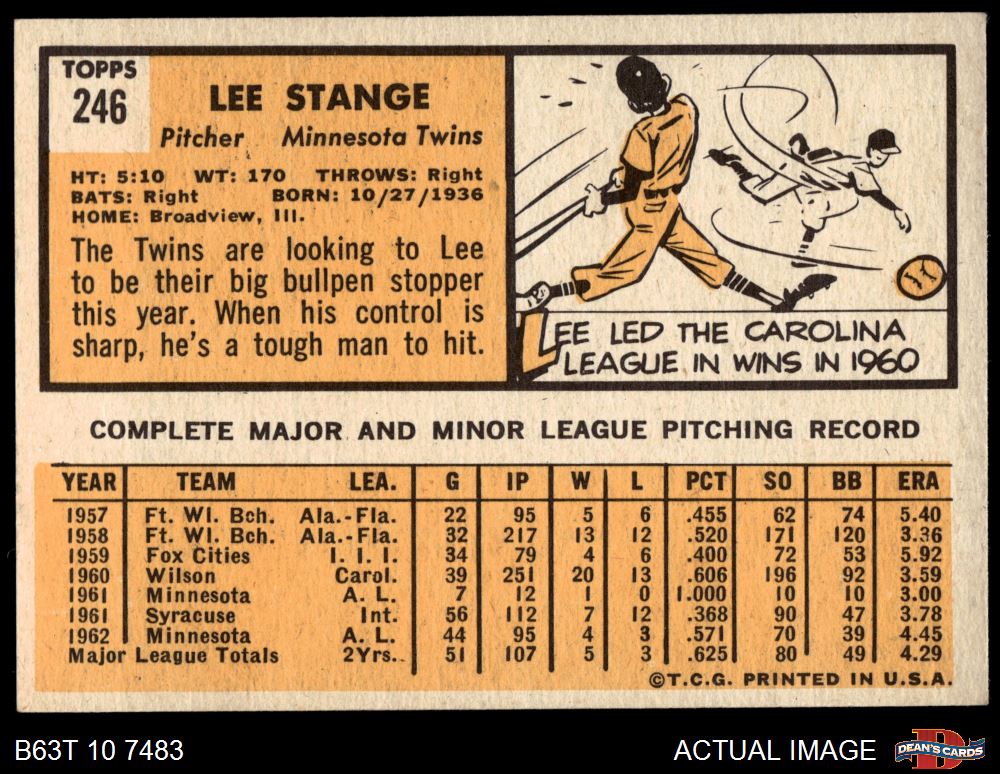 TOPPS
246
LEE STANGE
Pitcher Minnesota Twins
HT: 5:10 WT: 170 THROWS: Right
BATS: Right BORN: 10/27/1936
HOME: Broadview, Ill.
The Twins are looking to Lee
to be their big bullpen stopper
this year. When his control is
sharp, he's a tough man to hit.
LEE LED THE CAROLINA
LEAGUE IN WINS IN 1960
COMPLETE MAJOR AND MINOR LEAGUE PITCHING RECORD
YEAR TEAM LEA. G IP W L PCT SO BB ERA
1957 Ft. Wl. Bch. Ala.-Fla. 22 95 5 6 .455 62 74 5.40
1958 Ft. Wl. Bch. Ala.-Fla. 32 217 13 12 .520 171 120 3.36
1959 Fox Cities I. I. I. 34 79 4 6 .400 72 53 5.92
1960 Wilson Carol. 39 251 20 13 .606 196 92 3.59
1961 Minnesota A. L. 7 12 1 0 1.000 10 10 3.00
1961 Syracuse Int. 56 112 7 12 .368 90 47 3.78
1962 Minnesota A. L. 44 95 4 3 .571 70 39 4.45
Major League Totals 2Yrs. 51 107 5 3 .625 80 49 4.29
©T.C.G. PRINTED IN U.S.A.
B63T 10 7483
ACTUAL IMAGE
D
DEAN'S CARDS